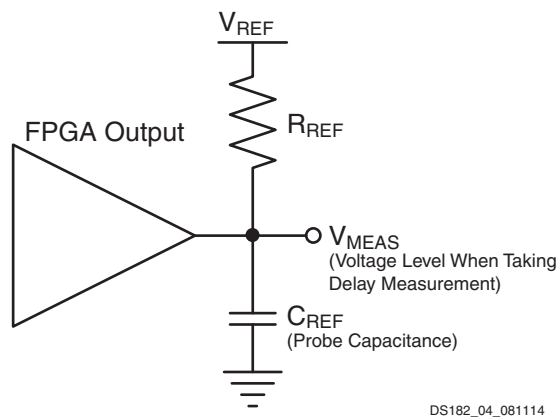 VREF
RREF
FPGA Output
VMEAS
(Voltage Level When Taking
Delay Measurement)
CREF
(Probe Capacitance)
DS182_04_081114